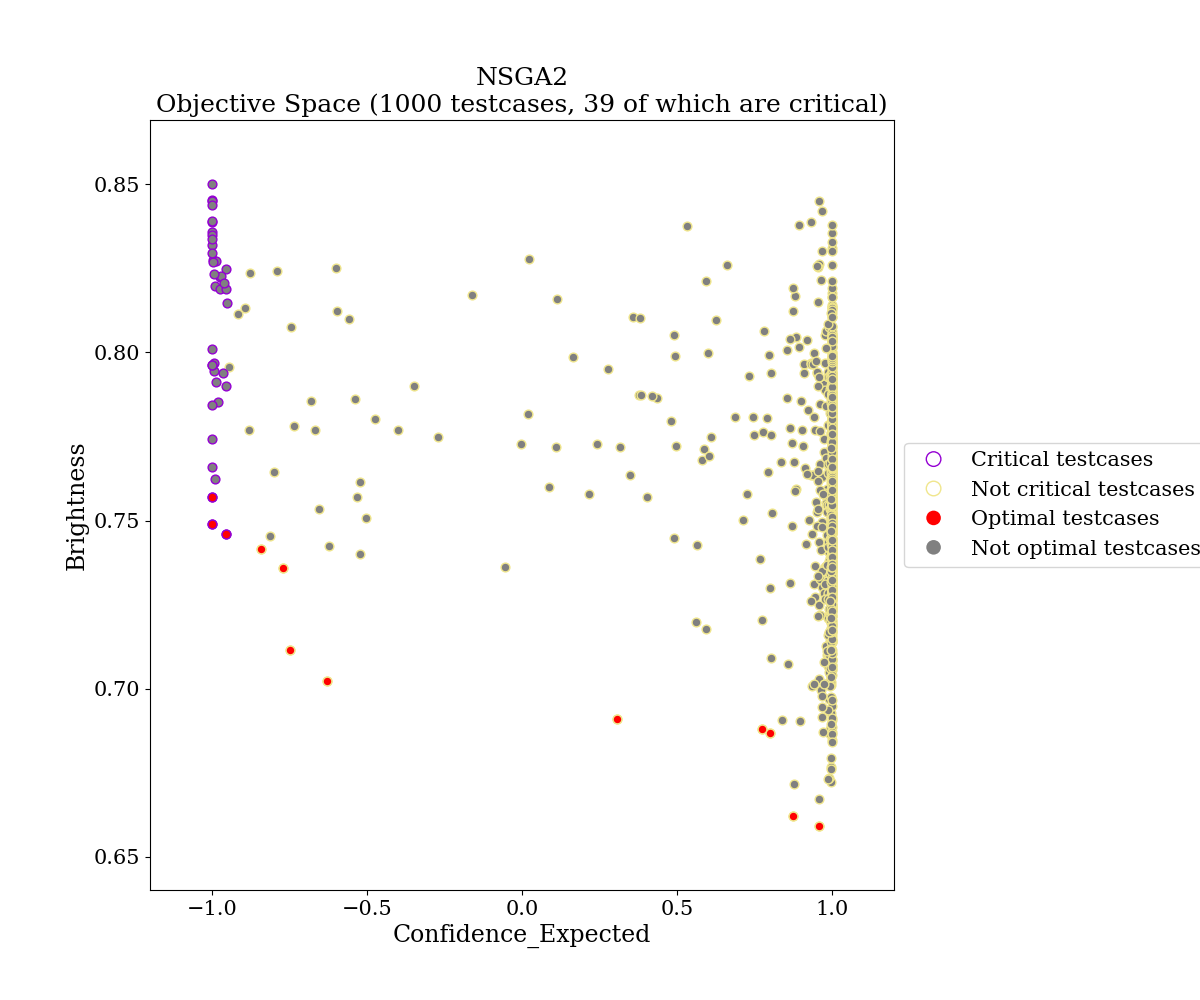 NSGA2
Objective Space (1000 testcases, 39 of which are critical)
0.85
0.80
0.75
0.70
0.65
Brightness
−1.0
−0.5
0.0
0.5
1.0
Confidence_Expected
Critical testcases
Not critical testcases
Optimal testcases
Not optimal testcases